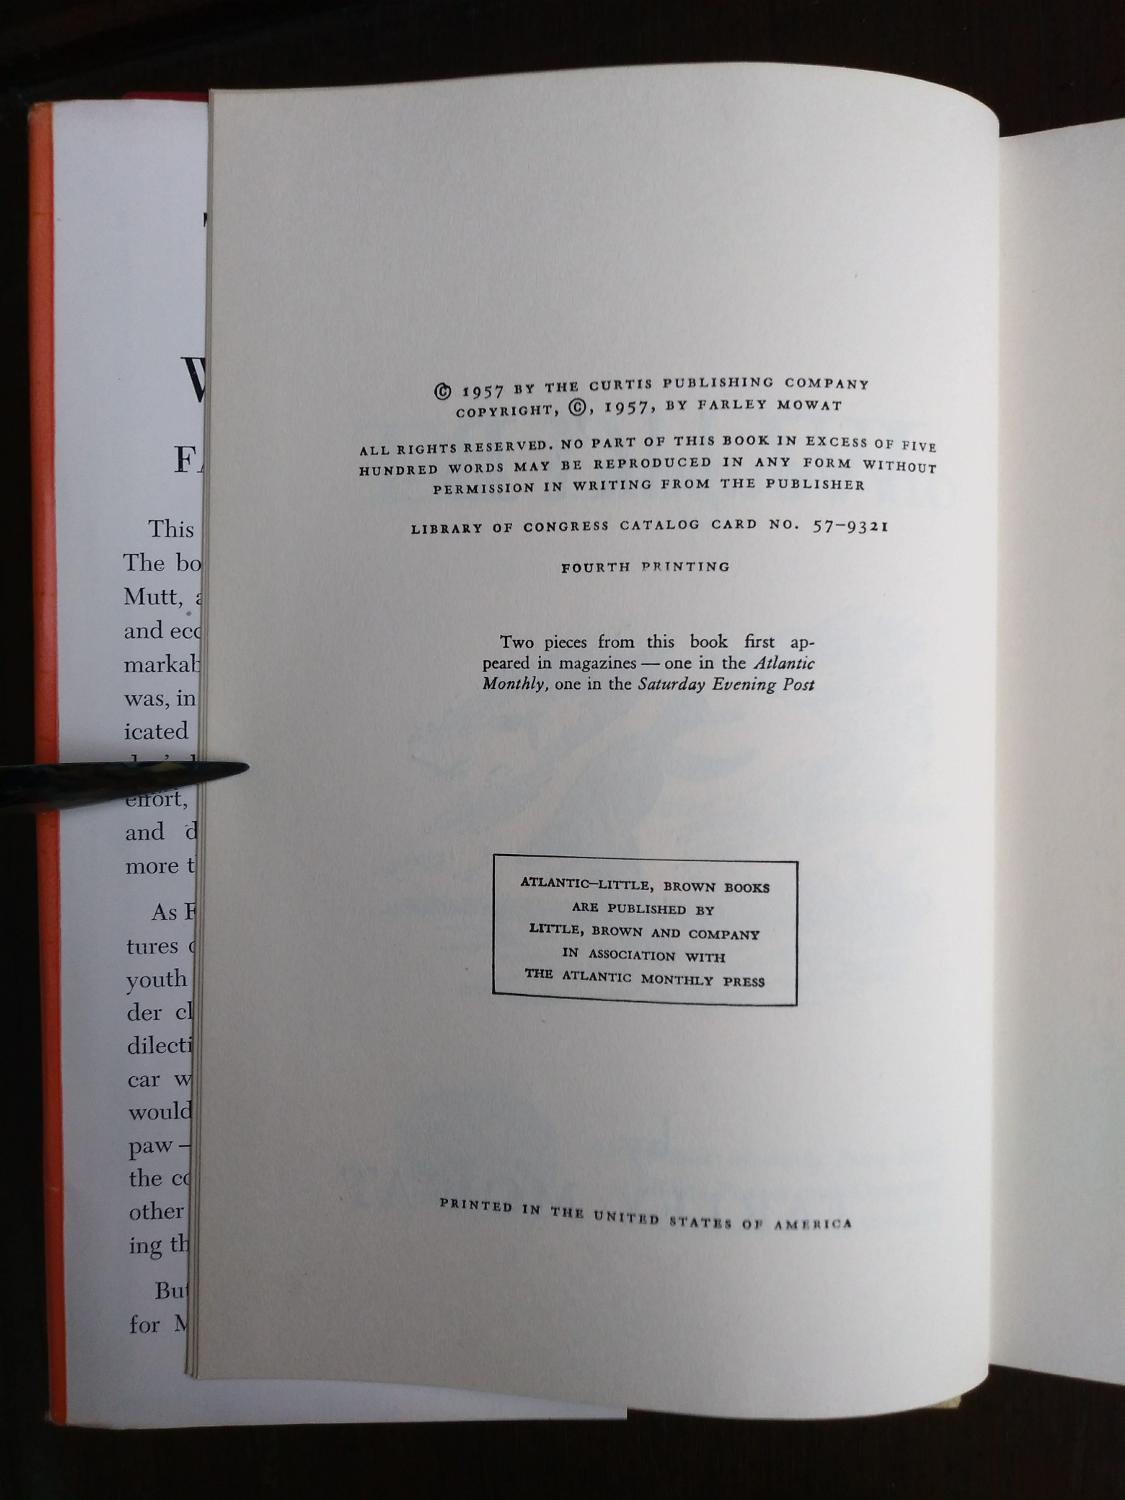 W
FA
This
The bo
Mutt, a
and eco
markab
was, in
icated
effort,
and d
more t
As F
tures o
youth
der cl
dilecti
car w
would
paw —
the co
other
ing th
But
for M
© 1957 BY THE CURTIS PUBLISHING COMPANY
COPYRIGHT, ©, 1957, BY FARLEY MOWAT
ALL RIGHTS RESERVED. NO PART OF THIS BOOK IN EXCESS OF FIVE
HUNDRED WORDS MAY BE REPRODUCED IN ANY FORM WITHOUT
PERMISSION IN WRITING FROM THE PUBLISHER
LIBRARY OF CONGRESS CATALOG CARD NO. 57–9321
FOURTH PRINTING
Two pieces from this book first ap-
peared in magazines — one in the Atlantic
Monthly, one in the Saturday Evening Post
ATLANTIC–LITTLE, BROWN BOOKS
ARE PUBLISHED BY
LITTLE, BROWN AND COMPANY
IN ASSOCIATION WITH
THE ATLANTIC MONTHLY PRESS
PRINTED IN THE UNITED STATES OF AMERICA